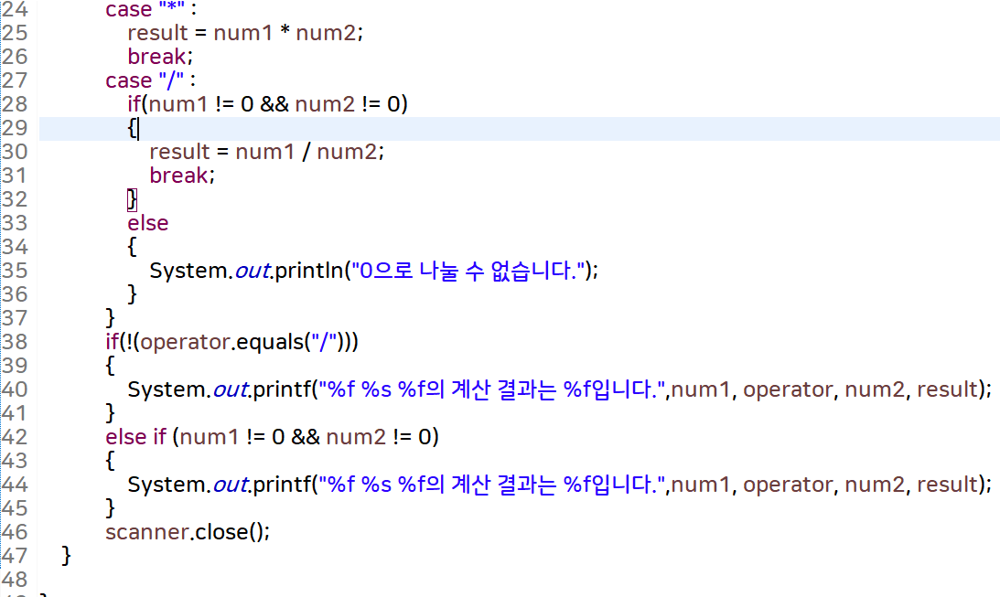 24 case "*" :
25 result = num1 * num2;
26 break;
27 case "/" :
28 if(num1 != 0 && num2 != 0)
29 {
30 result = num1 / num2;
31 break;
32 }
33 else
34 {
35 System.out.println("0으로 나눌 수 없습니다.");
36 }
37 }
38 if(!(operator.equals("/")))
39 {
40 System.out.printf("%f %s %f의 계산 결과는 %f입니다.",num1, operator, num2, result);
41 }
42 else if (num1 != 0 && num2 != 0)
43 {
44 System.out.printf("%f %s %f의 계산 결과는 %f입니다.",num1, operator, num2, result);
45 }
46 scanner.close();
47 }
48